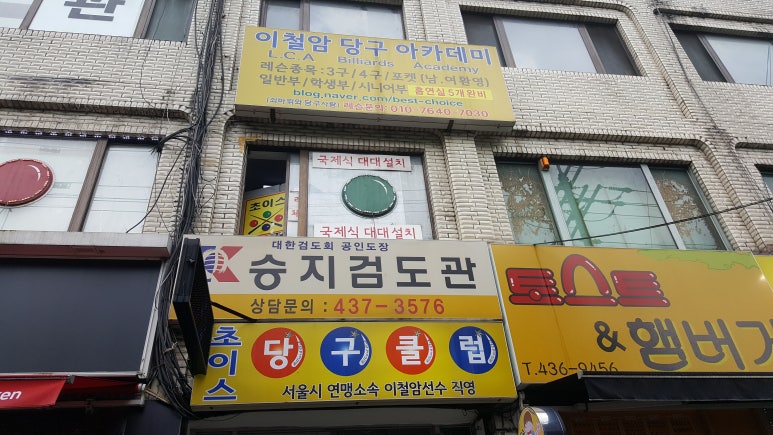 관
이철암 당구 아카데미
L.C.A Billiards Academy
레슨종목:3구/4구/포켓(남.여환영)
일반부/학생부/시니어부 흡연실5개완비
blog.naver.com/best-choice
레슨문의: 010-7640-7030
국제식 대대설치
초이스
국제식 대대설치
대한검도회 공인도장
승지검도관
상담문의 : 437-3576
초이스 당구클럽
서울시 연맹소속 이철암선수 직영
토스트
&햄버거
T.436-9456